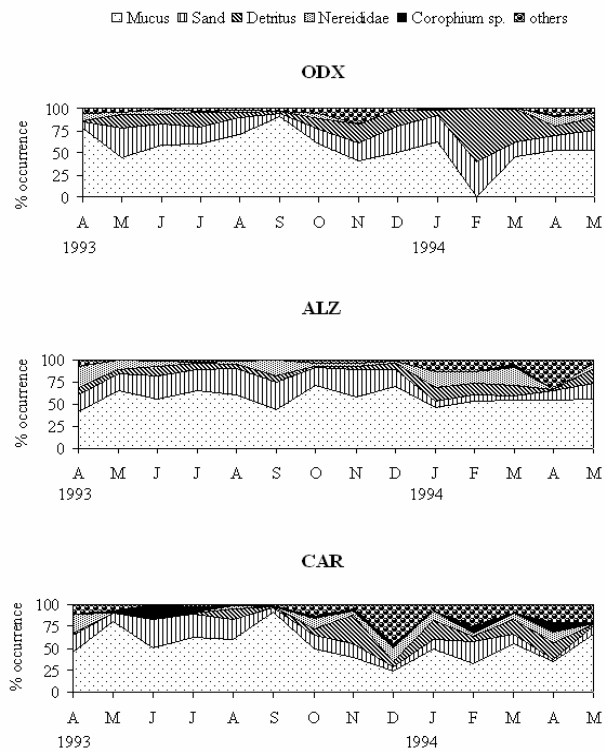 Mucus Sand Detritus Nereididae Corophium sp. others
ODX
% occurrence
100
75
50
25
0
A M J J A S O N D J F M A M
1993 1994
ALZ
% occurrence
100
75
50
25
0
A M J J A S O N D J F M A M
1993 1994
CAR
% occurrence
100
75
50
25
0
A M J J A S O N D J F M A M
1993 1994